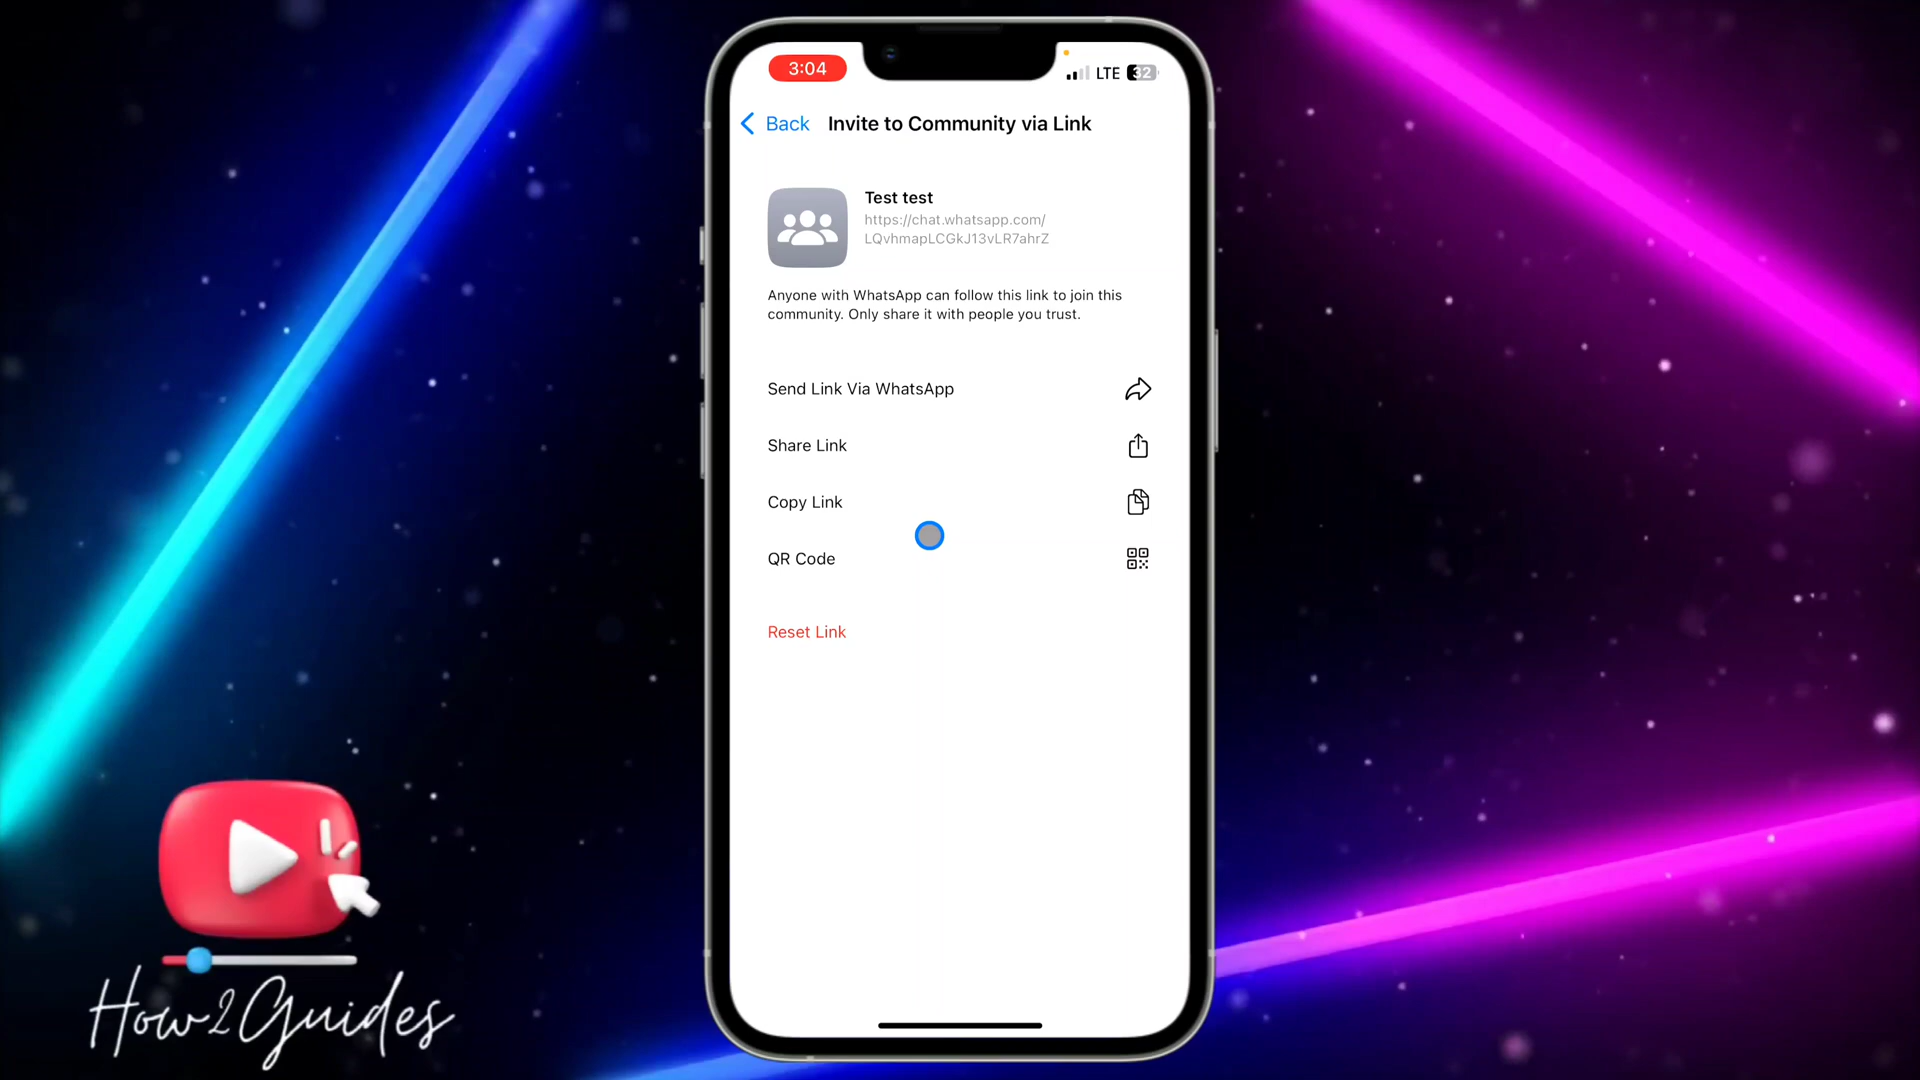 3:04
LTE 32
Back Invite to Community via Link
Test test
https://chat.whatsapp.com/
LQvhmapLCGkJ13vLR7ahrZ
Anyone with WhatsApp can follow this link to join this
community. Only share it with people you trust.
Send Link Via WhatsApp
Share Link
Copy Link
QR Code
Reset Link
How2Guides